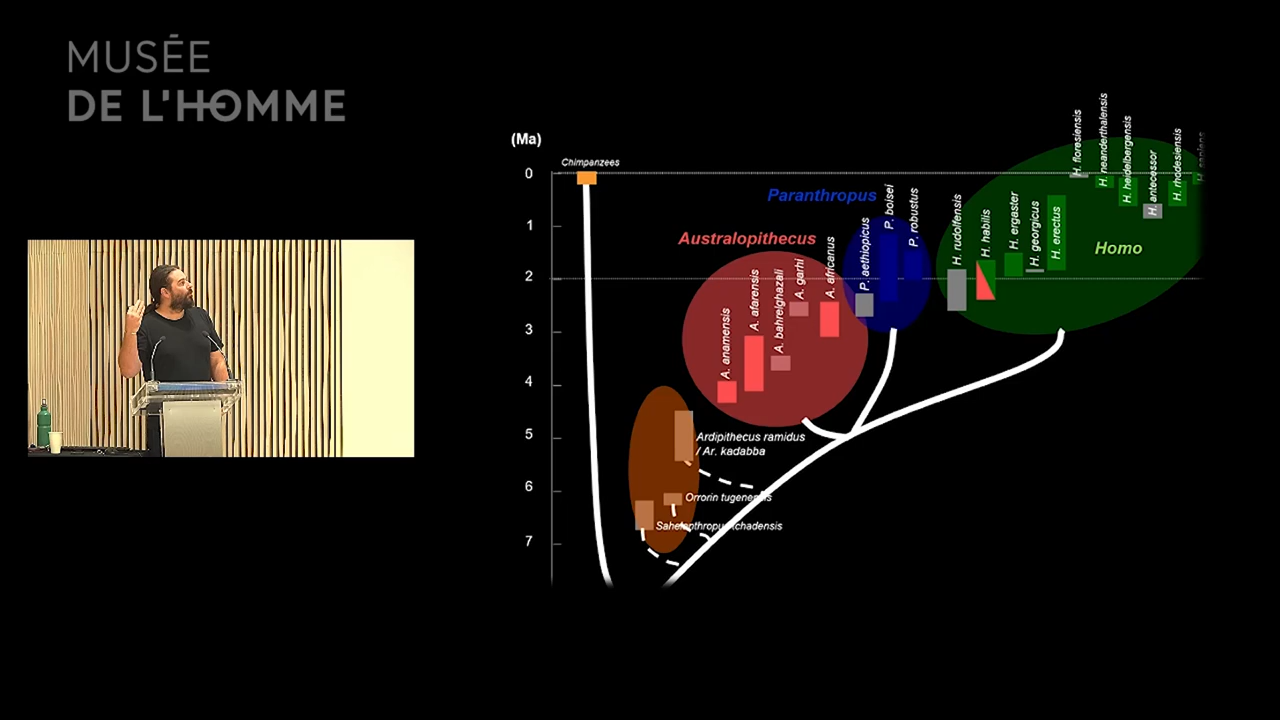 MUSÉE
DE L'HOMME
(Ma)
Chimpanzees
0
1
2
3
4
5
6
7
Paranthropus
Australopithecus
Homo
A. anamensis
A. afarensis
A. bahrelghazali
A. garhi
A. africanus
P. aethiopicus
P. boisei
P. robustus
H. rudolfensis
H. habilis
H. ergaster
H. georgicus
H. erectus
H. floresiensis
H. neanderthalensis
H. heidelbergensis
H. antecessor
H. rhodesiensis
H. sapiens
Ardipithecus ramidus
/ Ar. kadabba
Orrorin tugenensis
Sahelanthropus tchadensis